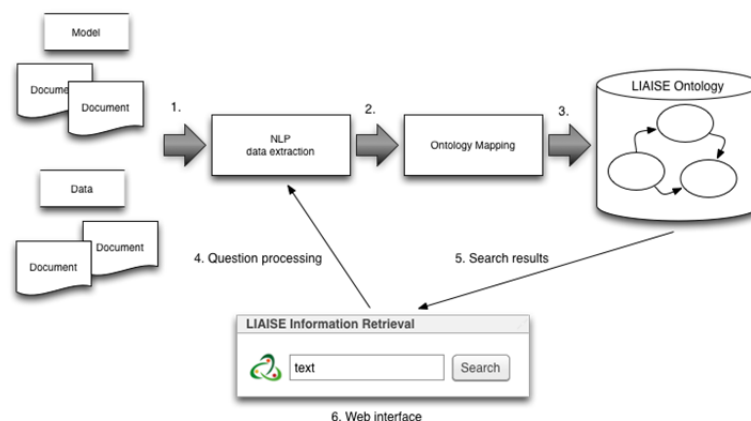 Model
Document
Document
Data
Document
Document
1.
NLP
data extraction
2.
Ontology Mapping
3.
LIAISE Ontology
4. Question processing
5. Search results
LIAISE Information Retrieval
text
Search
6. Web interface